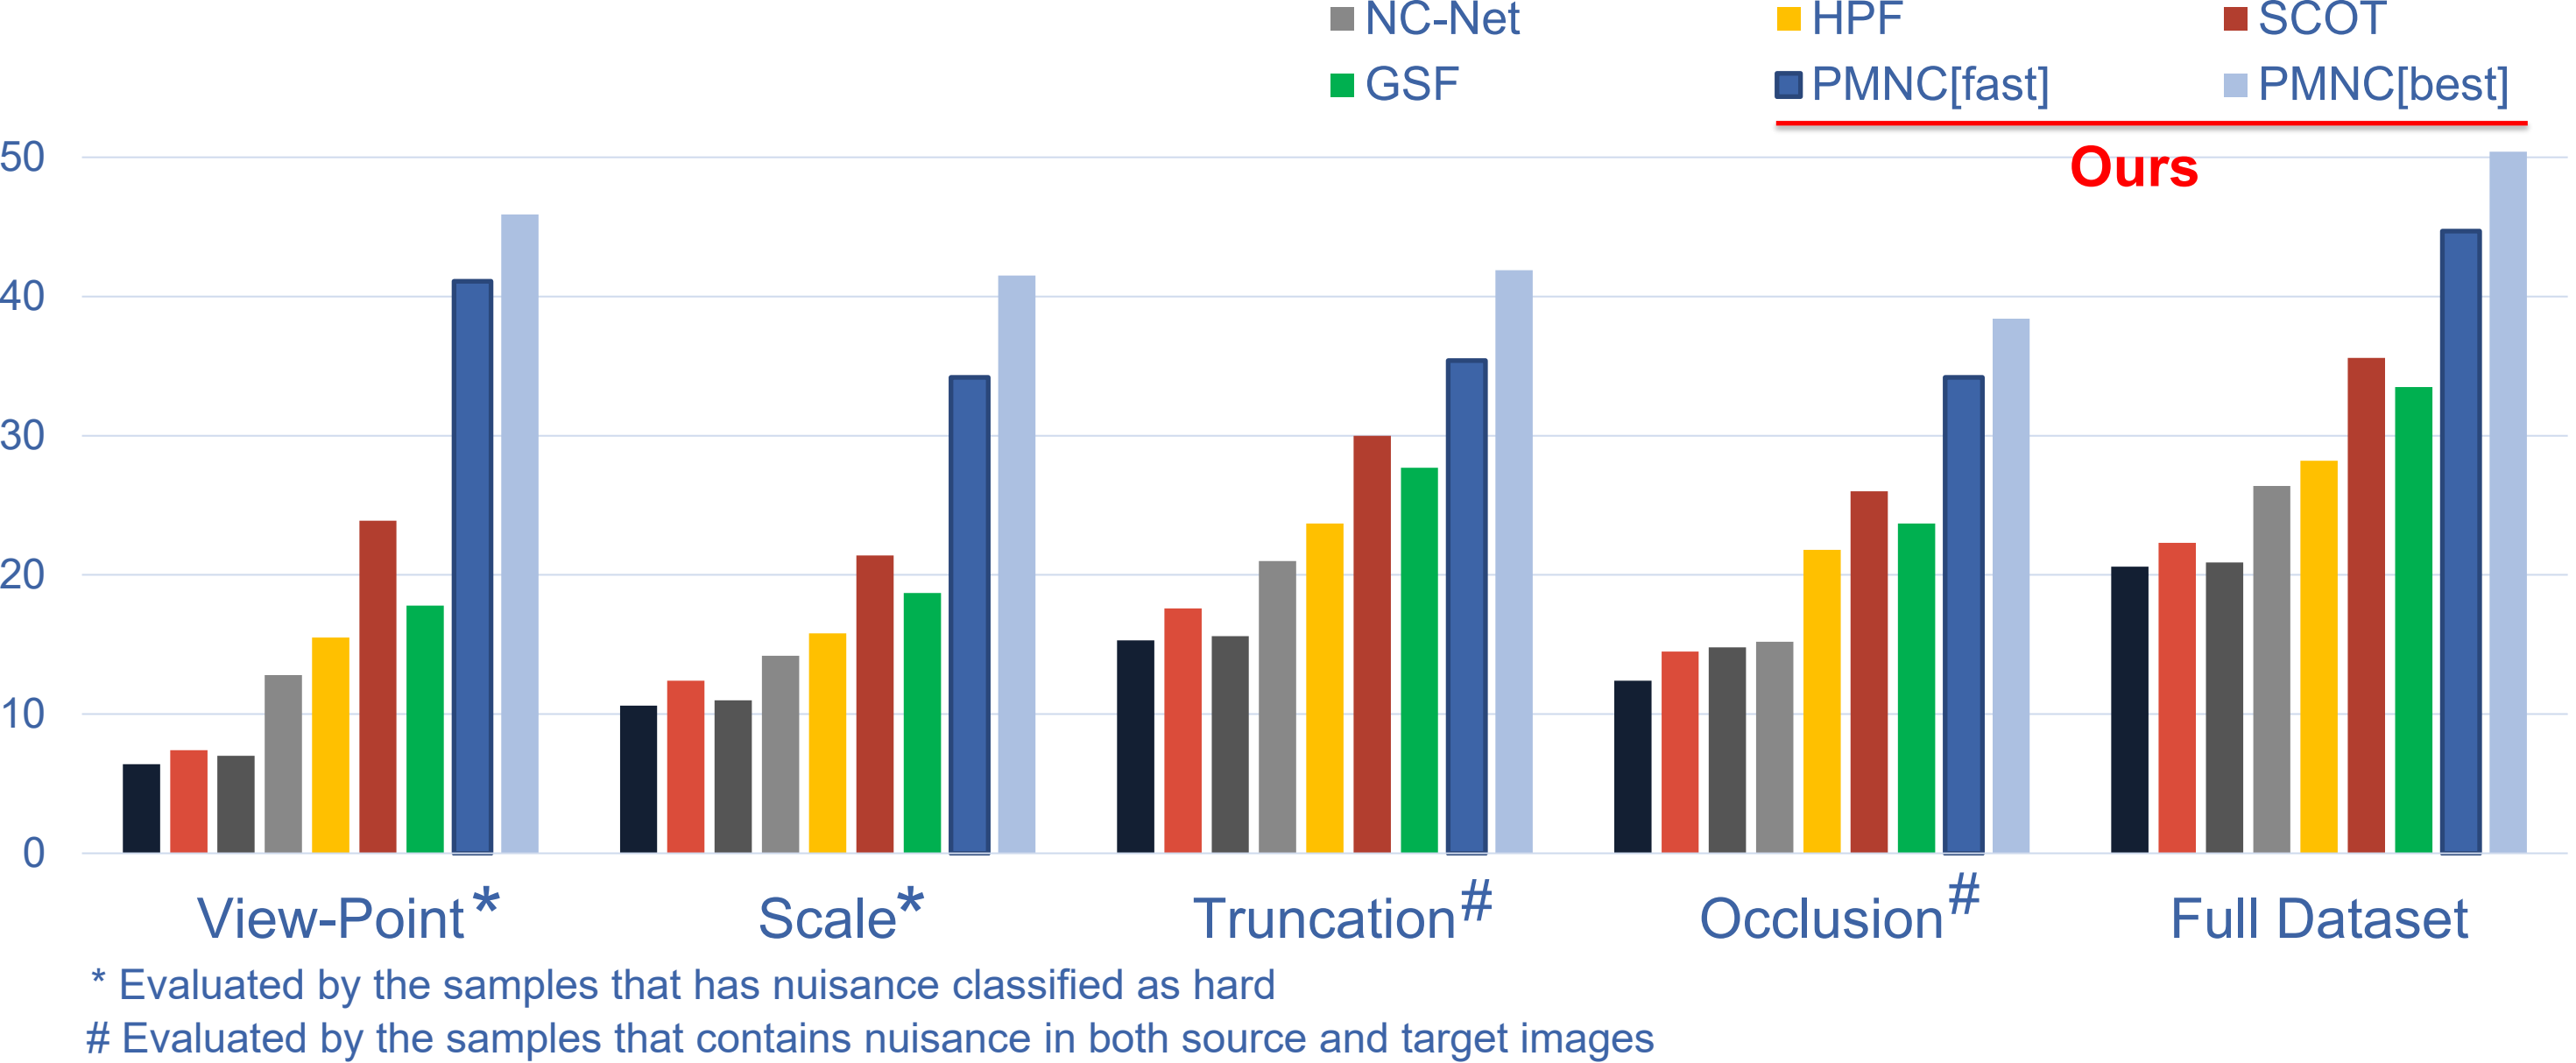 NC-Net HPF SCOT
GSF PMNC[fast] PMNC[best]
Ours
50
40
30
20
10
0
View-Point* Scale* Truncation# Occlusion# Full Dataset
* Evaluated by the samples that has nuisance classified as hard
# Evaluated by the samples that contains nuisance in both source and target images